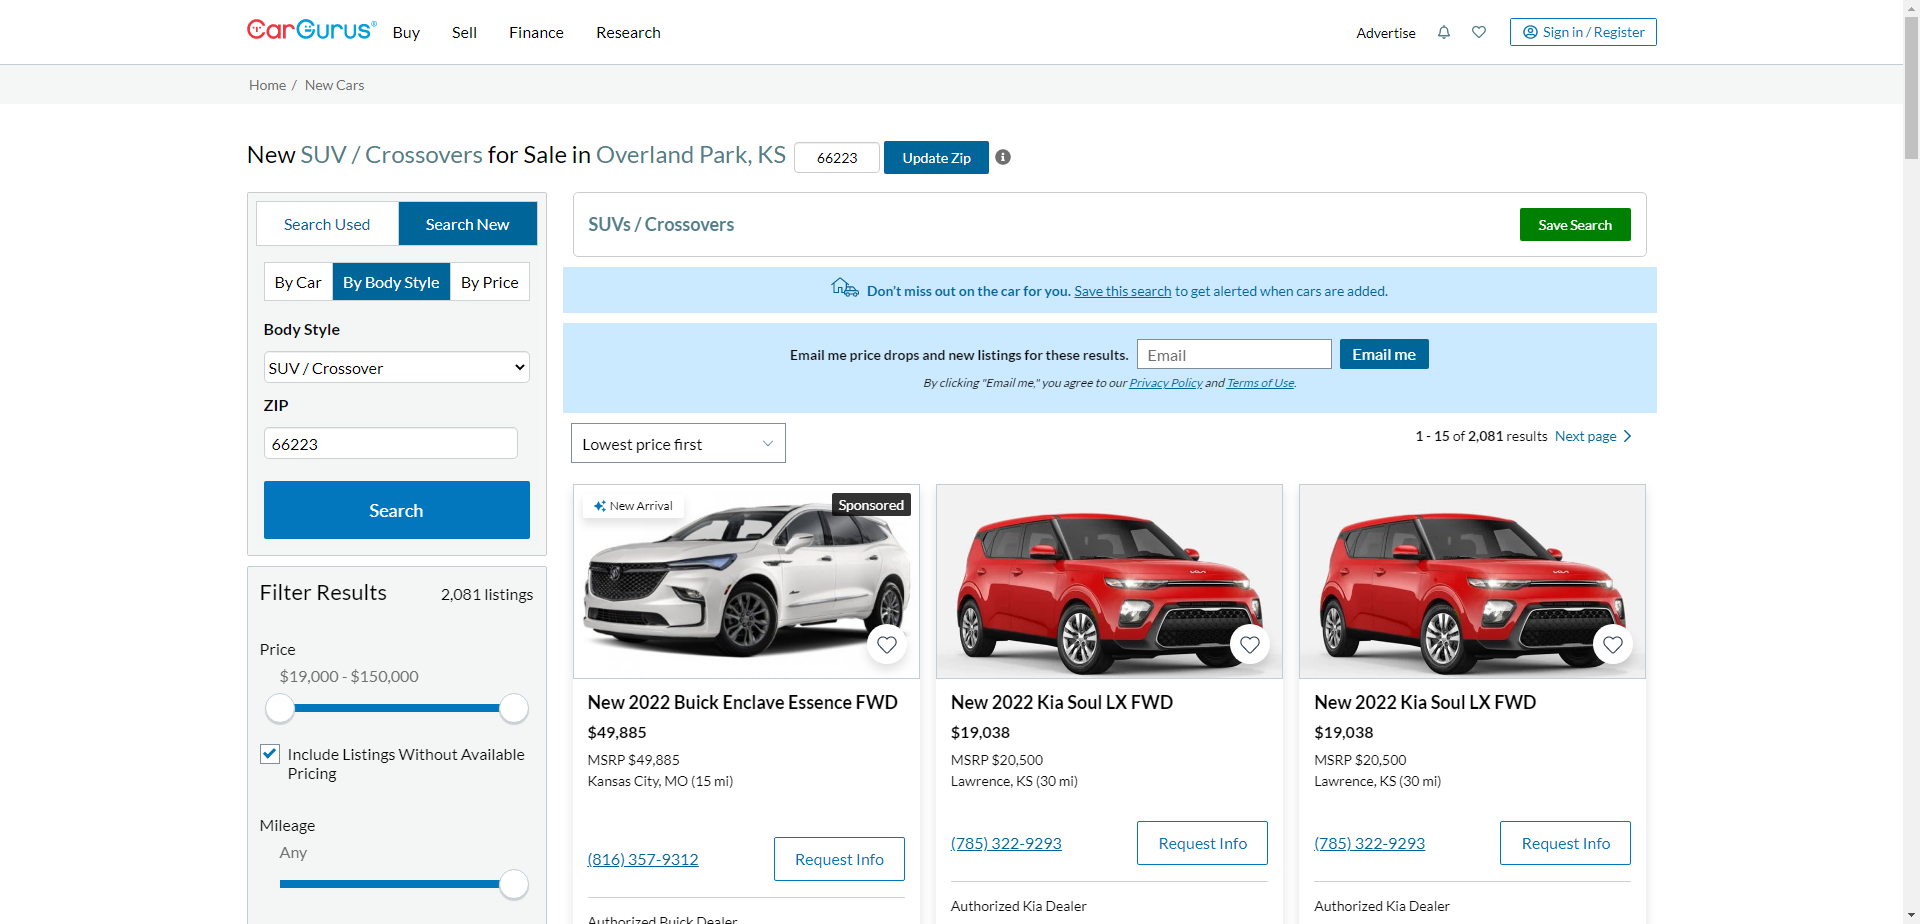 CarGurus®
Buy
Sell
Finance
Research
Advertise
Sign in / Register
Home / New Cars
New SUV / Crossovers for Sale in Overland Park, KS
66223
Update Zip
Search Used
Search New
By Car
By Body Style
By Price
Body Style
SUV / Crossover
ZIP
66223
Search
Filter Results
2,081 listings
Price
$19,000 - $150,000
Include Listings Without Available
Pricing
Mileage
Any
SUVs / Crossovers
Save Search
Don't miss out on the car for you. Save this search to get alerted when cars are added.
Email me price drops and new listings for these results.
Email
Email me
By clicking "Email me," you agree to our Privacy Policy and Terms of Use.
Lowest price first
1 - 15 of 2,081 results
Next page
New Arrival
Sponsored
New 2022 Buick Enclave Essence FWD
$49,885
MSRP $49,885
Kansas City, MO (15 mi)
(816) 357-9312
Request Info
Authorized Buick Dealer
New 2022 Kia Soul LX FWD
$19,038
MSRP $20,500
Lawrence, KS (30 mi)
(785) 322-9293
Request Info
Authorized Kia Dealer
New 2022 Kia Soul LX FWD
$19,038
MSRP $20,500
Lawrence, KS (30 mi)
(785) 322-9293
Request Info
Authorized Kia Dealer